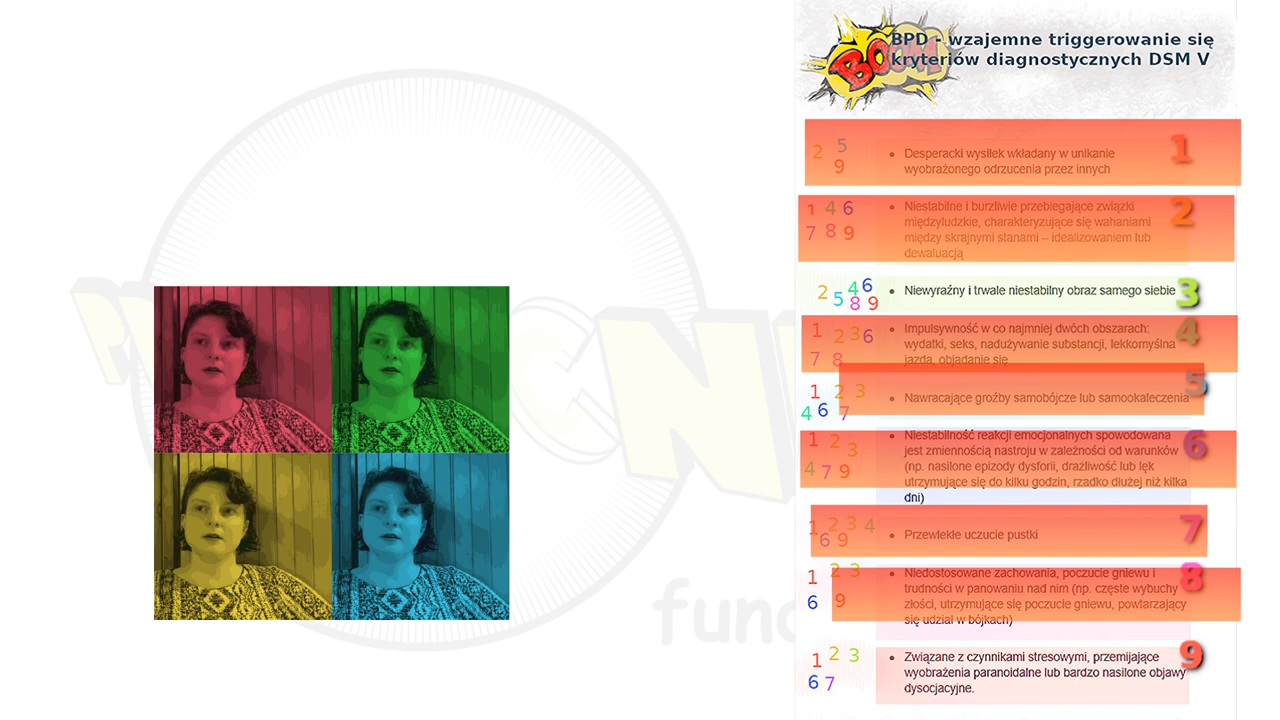 BOOM
BPD - wzajemne triggerowanie się
kryteriów diagnostycznych DSM V
2 5
9
Desperacki wysiłek wkładany w unikanie
wyobrażonego odrzucenia przez innych
1
1 4 6
7 8 9
Niestabilne i burzliwie przebiegające związki
międzyludzkie, charakteryzujące się wahaniami
między skrajnymi stanami – idealizowaniem lub
dewaluacją
2
2 4 6
5 8 9
Niewyraźny i trwale niestabilny obraz samego siebie
3
1 2 3 6
7 8
Impulsywność w co najmniej dwóch obszarach:
wydatki, seks, nadużywanie substancji, lekkomyślna
jazda, objadanie się
4
1 2 3
4 6 7
Nawracające groźby samobójcze lub samookaleczenia
5
1 2 3
4 7 9
Niestabilność reakcji emocjonalnych spowodowana
jest zmiennością nastroju w zależności od warunków
(np. nasilone epizody dysforii, drażliwość lub lęk
utrzymujące się do kilku godzin, rzadko dłużej niż kilka
dni)
6
1 2 3 4
6 9
Przewlekłe uczucie pustki
7
1 2 3
6 9
Niedostosowane zachowania, poczucie gniewu i
trudności w panowaniu nad nim (np. częste wybuchy
złości, utrzymujące się poczucie gniewu, powtarzający
się udział w bójkach)
8
1 2 3
6 7
Związane z czynnikami stresowymi, przemijające
wyobrażenia paranoidalne lub bardzo nasilone objawy
dysocjacyjne.
9